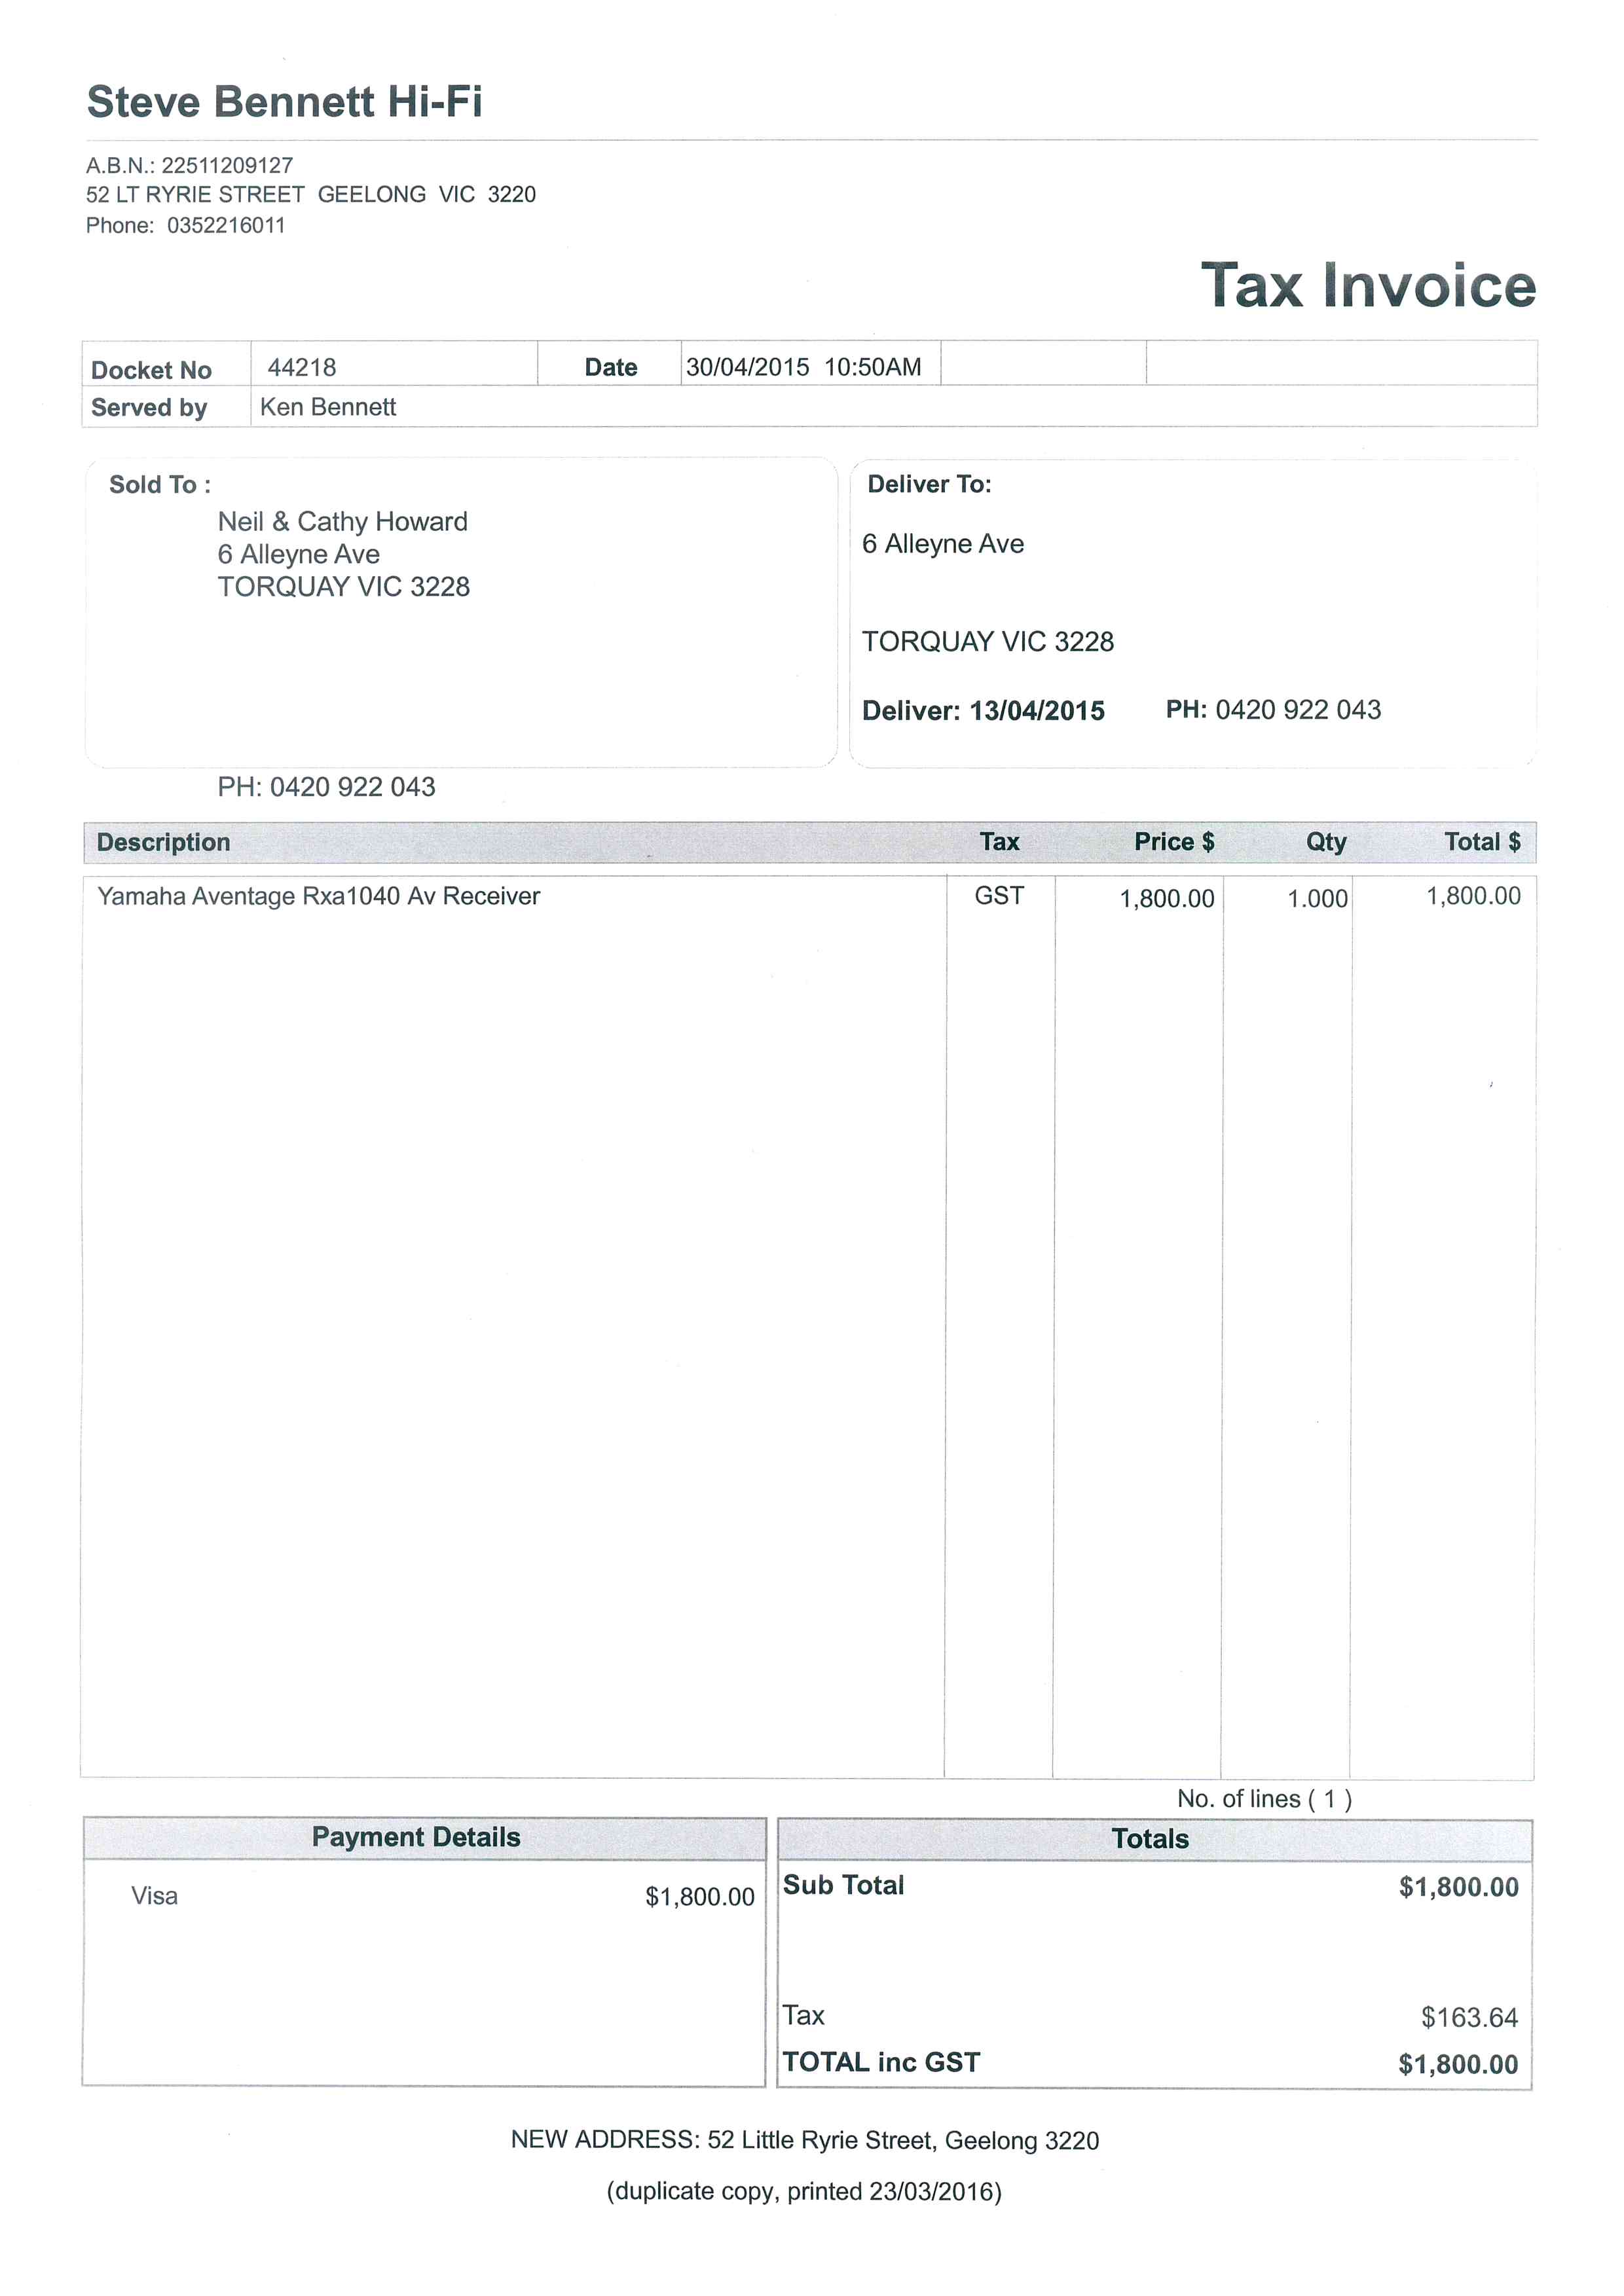 Steve Bennett Hi-Fi
A.B.N.: 22511209127
52 LT RYRIE STREET GEELONG VIC 3220
Phone: 0352216011
Tax Invoice
Docket No 44218 Date 30/04/2015 10:50AM
Served by Ken Bennett
Sold To :
Neil & Cathy Howard
6 Alleyne Ave
TORQUAY VIC 3228
PH: 0420 922 043
Deliver To:
6 Alleyne Ave
TORQUAY VIC 3228
Deliver: 13/04/2015 PH: 0420 922 043
Description Tax Price $ Qty Total $
Yamaha Aventage Rxa1040 Av Receiver GST 1,800.00 1.000 1,800.00
No. of lines ( 1 )
Payment Details
Visa $1,800.00
Totals
Sub Total $1,800.00
Tax $163.64
TOTAL inc GST $1,800.00
NEW ADDRESS: 52 Little Ryrie Street, Geelong 3220
(duplicate copy, printed 23/03/2016)